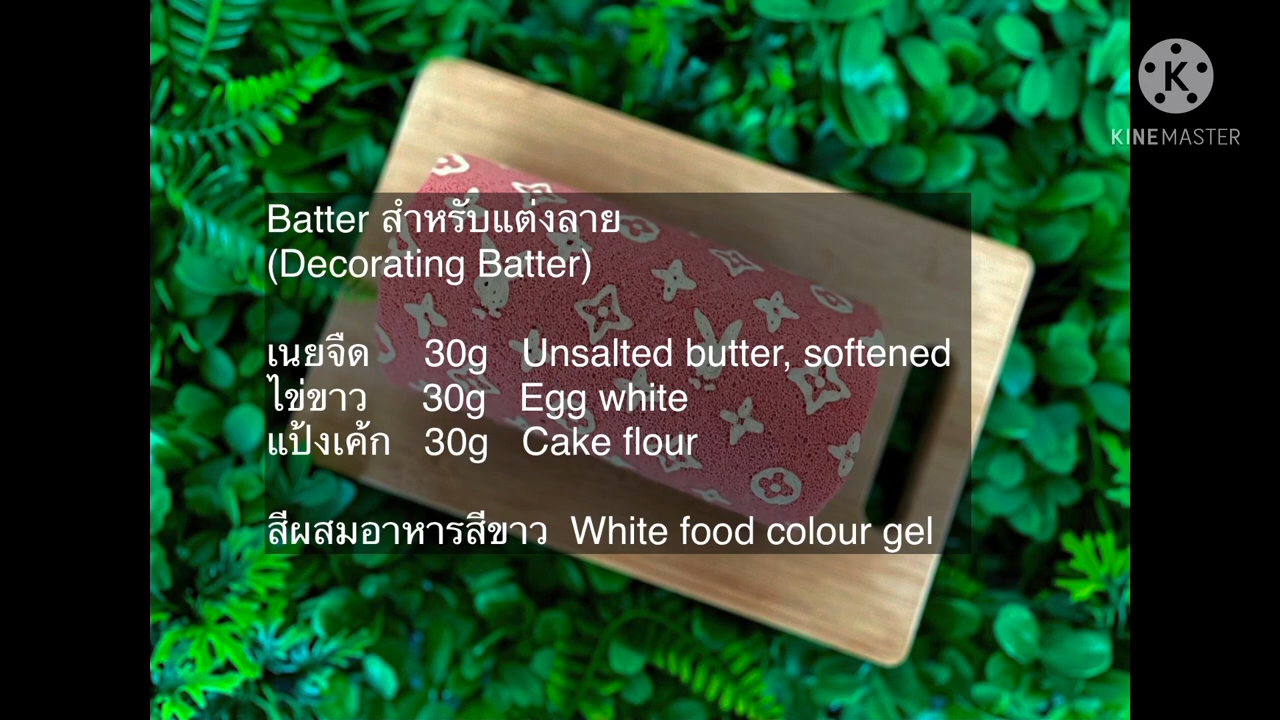 Batter สำหรับแต่งลาย
(Decorating Batter)
เนยจืด 30g Unsalted butter, softened
ไข่ขาว 30g Egg white
แป้งเค้ก 30g Cake flour
สีผสมอาหารสีขาว White food colour gel
K
KINEMASTER